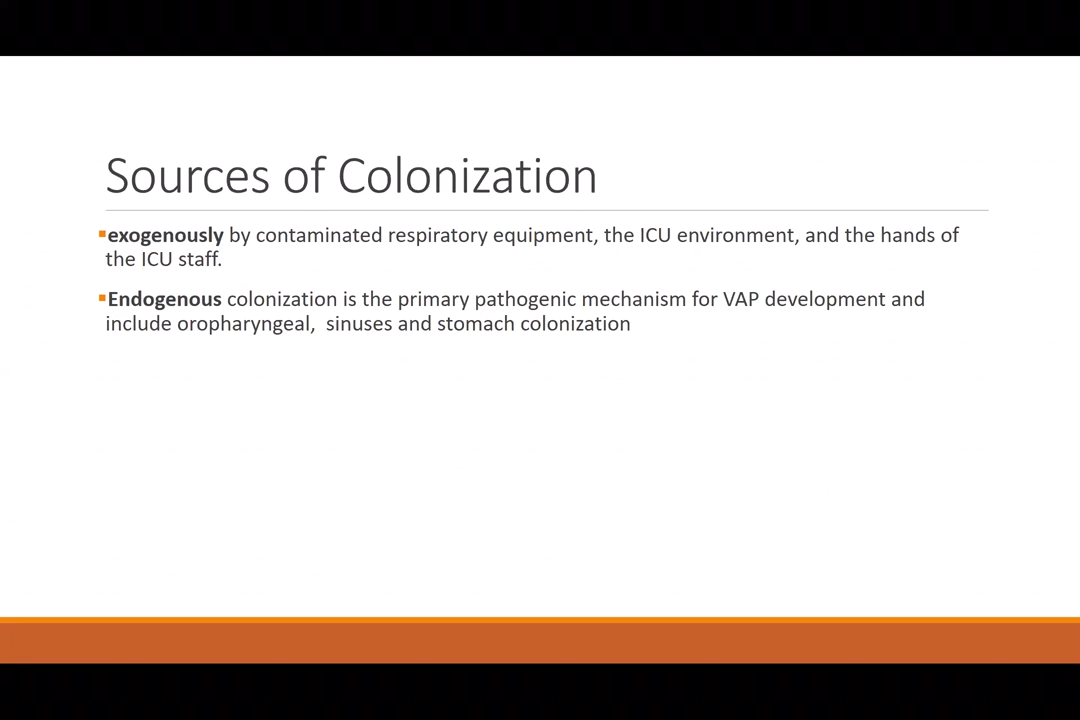 Sources of Colonization
▪exogenously by contaminated respiratory equipment, the ICU environment, and the hands of
the ICU staff.
▪Endogenous colonization is the primary pathogenic mechanism for VAP development and
include oropharyngeal,  sinuses and stomach colonization